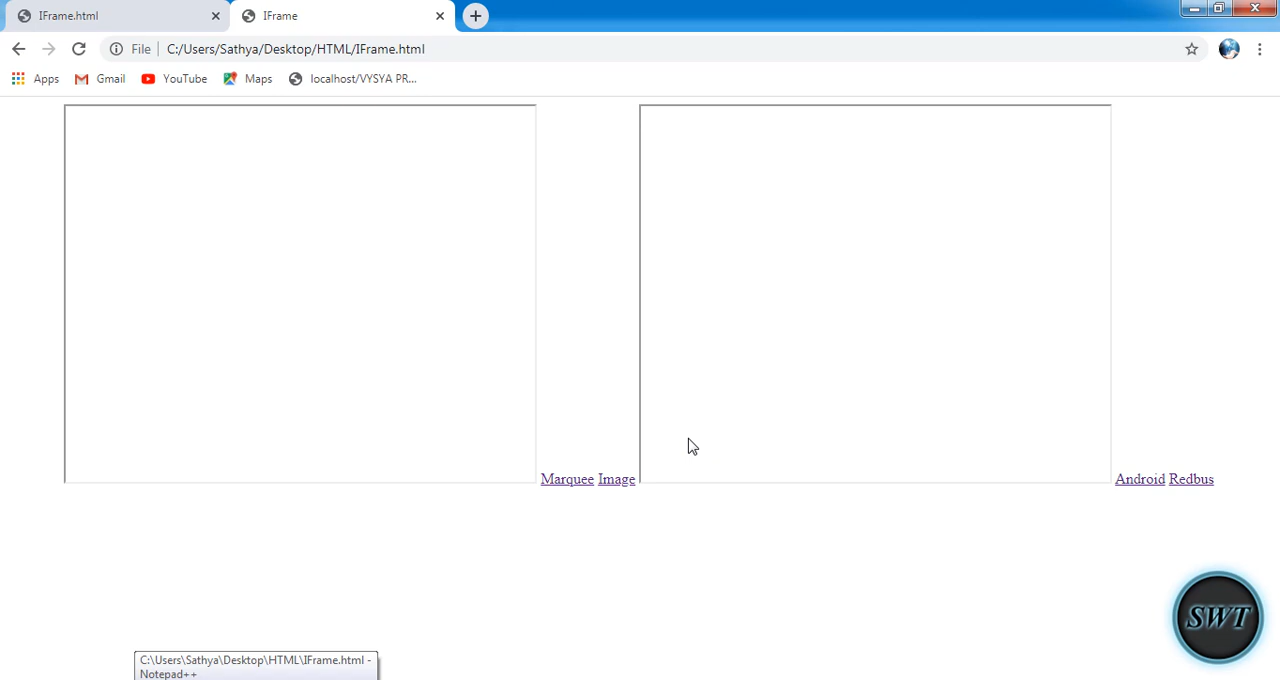 IFrame.html
IFrame
File
C:/Users/Sathya/Desktop/HTML/IFrame.html
Apps
Gmail
YouTube
Maps
localhost/VYSYA PR...
Marquee Image
Android Redbus
SWT
C:\Users\Sathya\Desktop\HTML\IFrame.html -
Notepad++